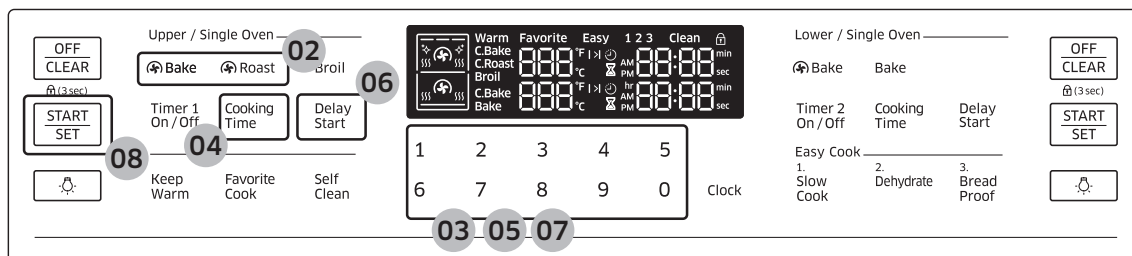 Upper / Single Oven
02
OFF
CLEAR
Bake
Roast
Broil
06
(3 sec)
START
SET
08
Timer 1
On / Off
04
Cooking
Time
Delay
Start
Keep
Warm
Favorite
Cook
Self
Clean
Warm Favorite Easy 1 2 3 Clean
C.Bake
C.Roast
Broil
888 °F °C AM PM 88:88 min sec
C.Bake
Bake
888 °F °C hr AM PM 88:88 min sec
1 2 3 4 5
6 7 8 9 0
Clock
03 05 07
Lower / Single Oven
Bake
Bake
Timer 2
On / Off
Cooking
Time
Delay
Start
Easy Cook
1.
Slow
Cook
2.
Dehydrate
3.
Bread
Proof
OFF
CLEAR
(3 sec)
START
SET